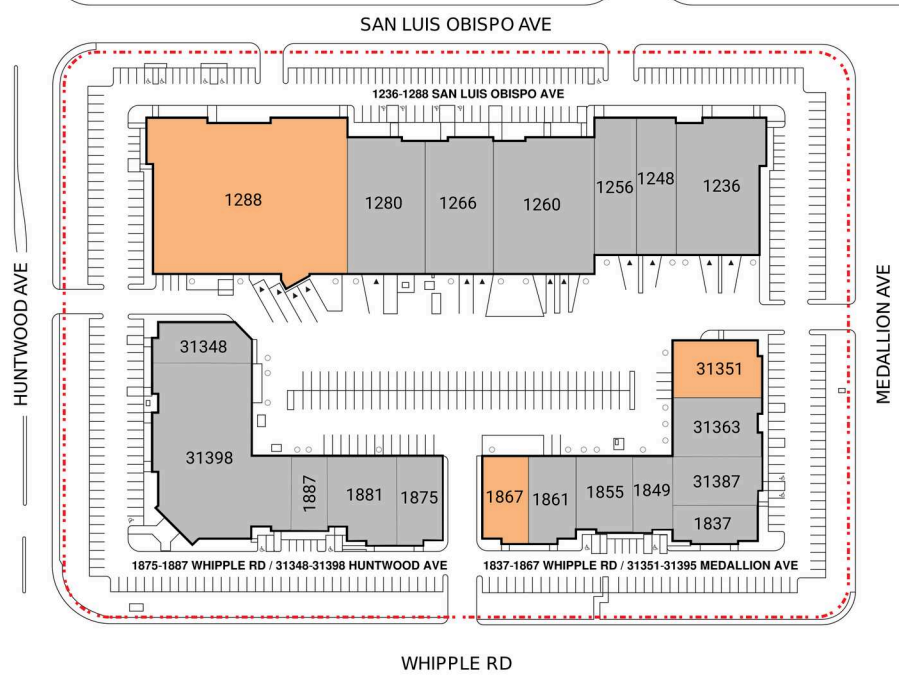 SAN LUIS OBISPO AVE
1236-1288 SAN LUIS OBISPO AVE
1288
1280
1266
1260
1256
1248
1236
HUNTWOOD AVE
MEDALLION AVE
31348
31398
1887
1881
1875
31351
31363
31387
1837
1867
1861
1855
1849
1875-1887 WHIPPLE RD / 31348-31398 HUNTWOOD AVE
1837-1867 WHIPPLE RD / 31351-31395 MEDALLION AVE
WHIPPLE RD